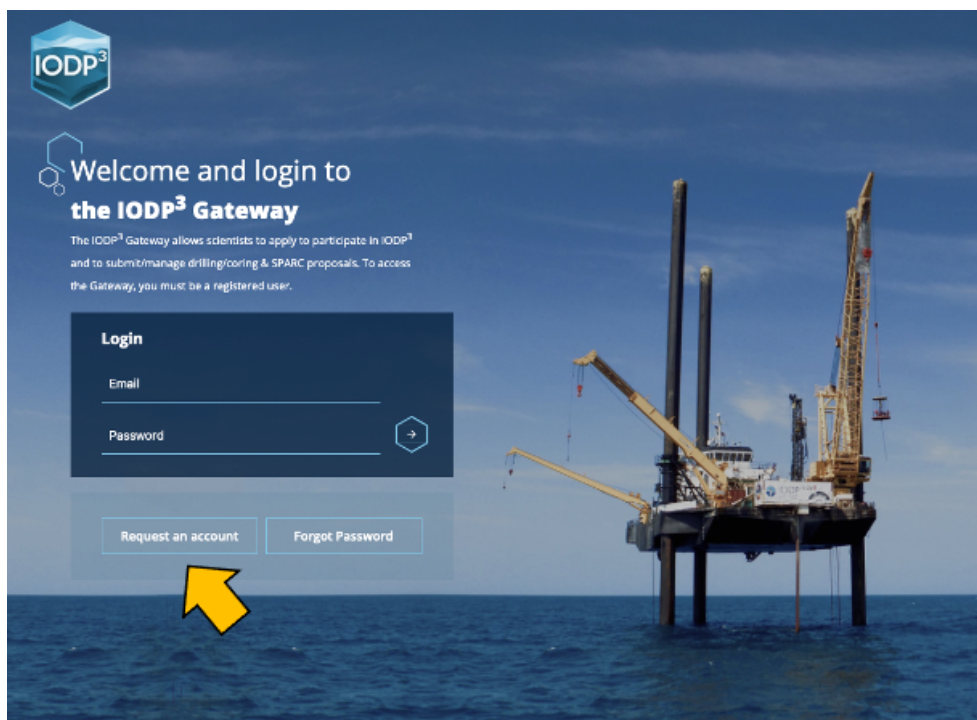 IODP³
Welcome and login to
the IODP³ Gateway
The IODP³ Gateway allows scientists to apply to participate in IODP³
and to submit/manage drilling/coring & SPARC proposals. To access
the Gateway, you must be a registered user.
Login
Email
Password
Request an account
Forgot Password